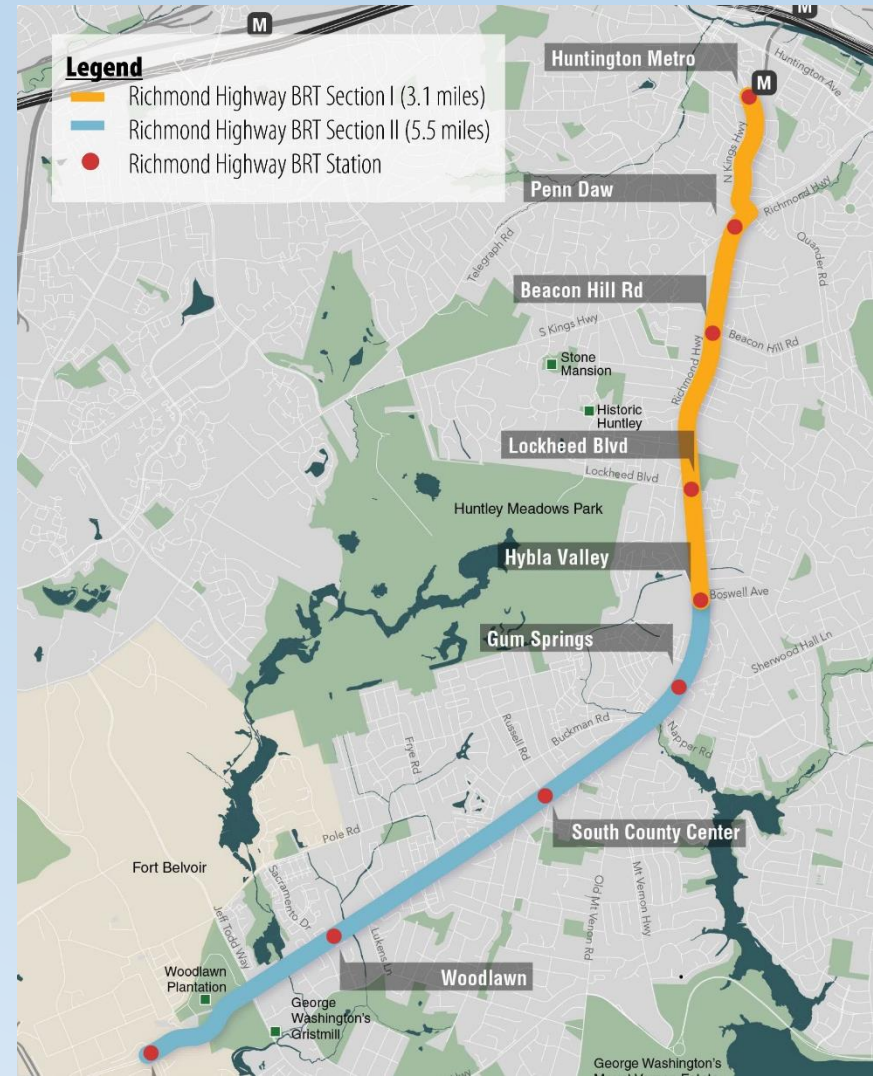 M
M
Legend
Richmond Highway BRT Section I (3.1 miles)
Richmond Highway BRT Section II (5.5 miles)
Richmond Highway BRT Station
Huntington Metro
M
Huntington Ave
N Kings Hwy
Penn Daw
Richmond Hwy
Telegraph Rd
Quander Rd
Beacon Hill Rd
S Kings Hwy
Beacon Hill Rd
Stone
Mansion
Richmond Hwy
Historic
Huntley
Lockheed Blvd
Lockheed Blvd
Huntley Meadows Park
Hybla Valley
Boswell Ave
Gum Springs
Sherwood Hall Ln
Russell Rd
Buckman Rd
Napper Rd
Frye Rd
South County Center
Pole Rd
Fort Belvoir
Sacramento Dr
Old Mt Venon Rd
Mt Vernon Hwy
Jeff Todd Way
Lukens Ln
Woodlawn
Woodlawn
Plantation
George
Washington's
Gristmill
George Washington's